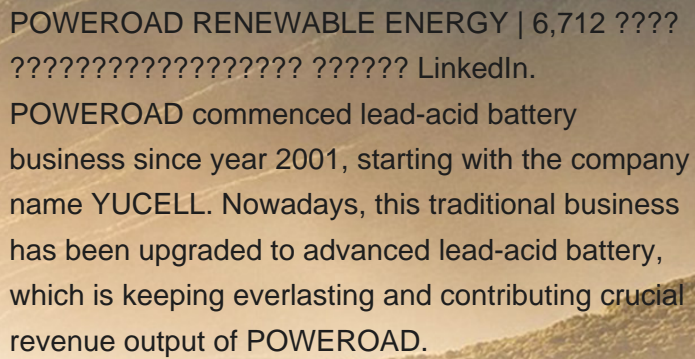 POWEROAD RENEWABLE ENERGY | 6,712 ????
?????????????????? ?????? LinkedIn.
POWEROAD commenced lead-acid battery
business since year 2001, starting with the company
name YUCELL. Nowadays, this traditional business
has been upgraded to advanced lead-acid battery,
which is keeping everlasting and contributing crucial
revenue output of POWEROAD.